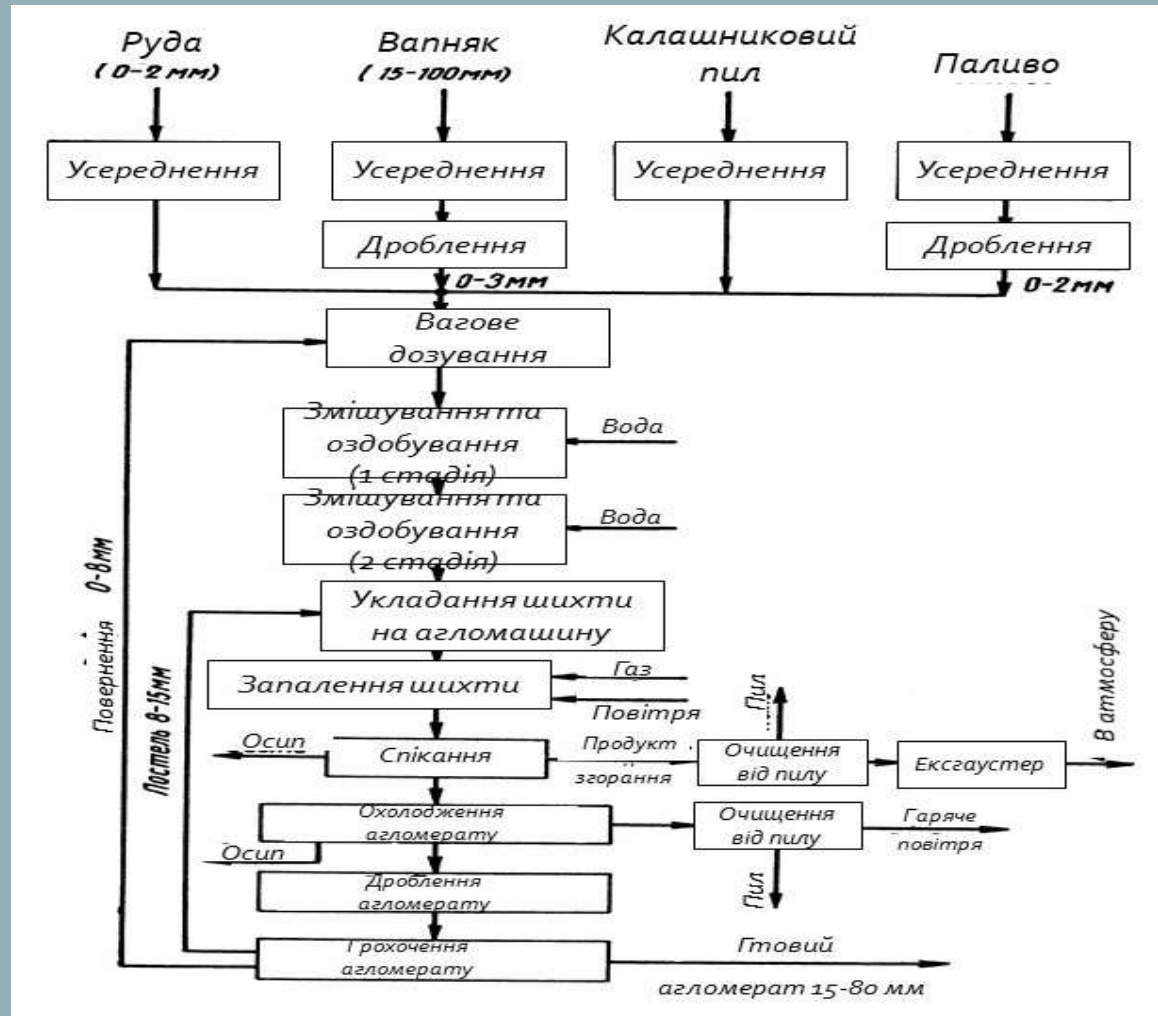 Руда
(0-2 мм)
Вапняк
(15-100мм)
Калашниковий
пил
Паливо
Усереднення
Усереднення
Усереднення
Усереднення
Дроблення
Дроблення
0-3мм
0-2мм
Вагове
дозування
Змішування та
оздобування
(1 стадія)
Вода
Змішування та
оздобування
(2 стадія)
Вода
Повернення 0-8мм
Постель 8-15мм
Укладання шихти
на агломашину
Запалення шихти
Газ
Повітря
Осип
Спікання
Продукт
згорання
Пил
Очищення
від пилу
Ексгаустер
В атмосферу
Охолодження
агломерату
Осип
Очищення
від пилу
Гаряче
повітря
Пил
Дроблення
агломерату
Грохочення
агломерату
Гтовий
агломерат 15-80 мм